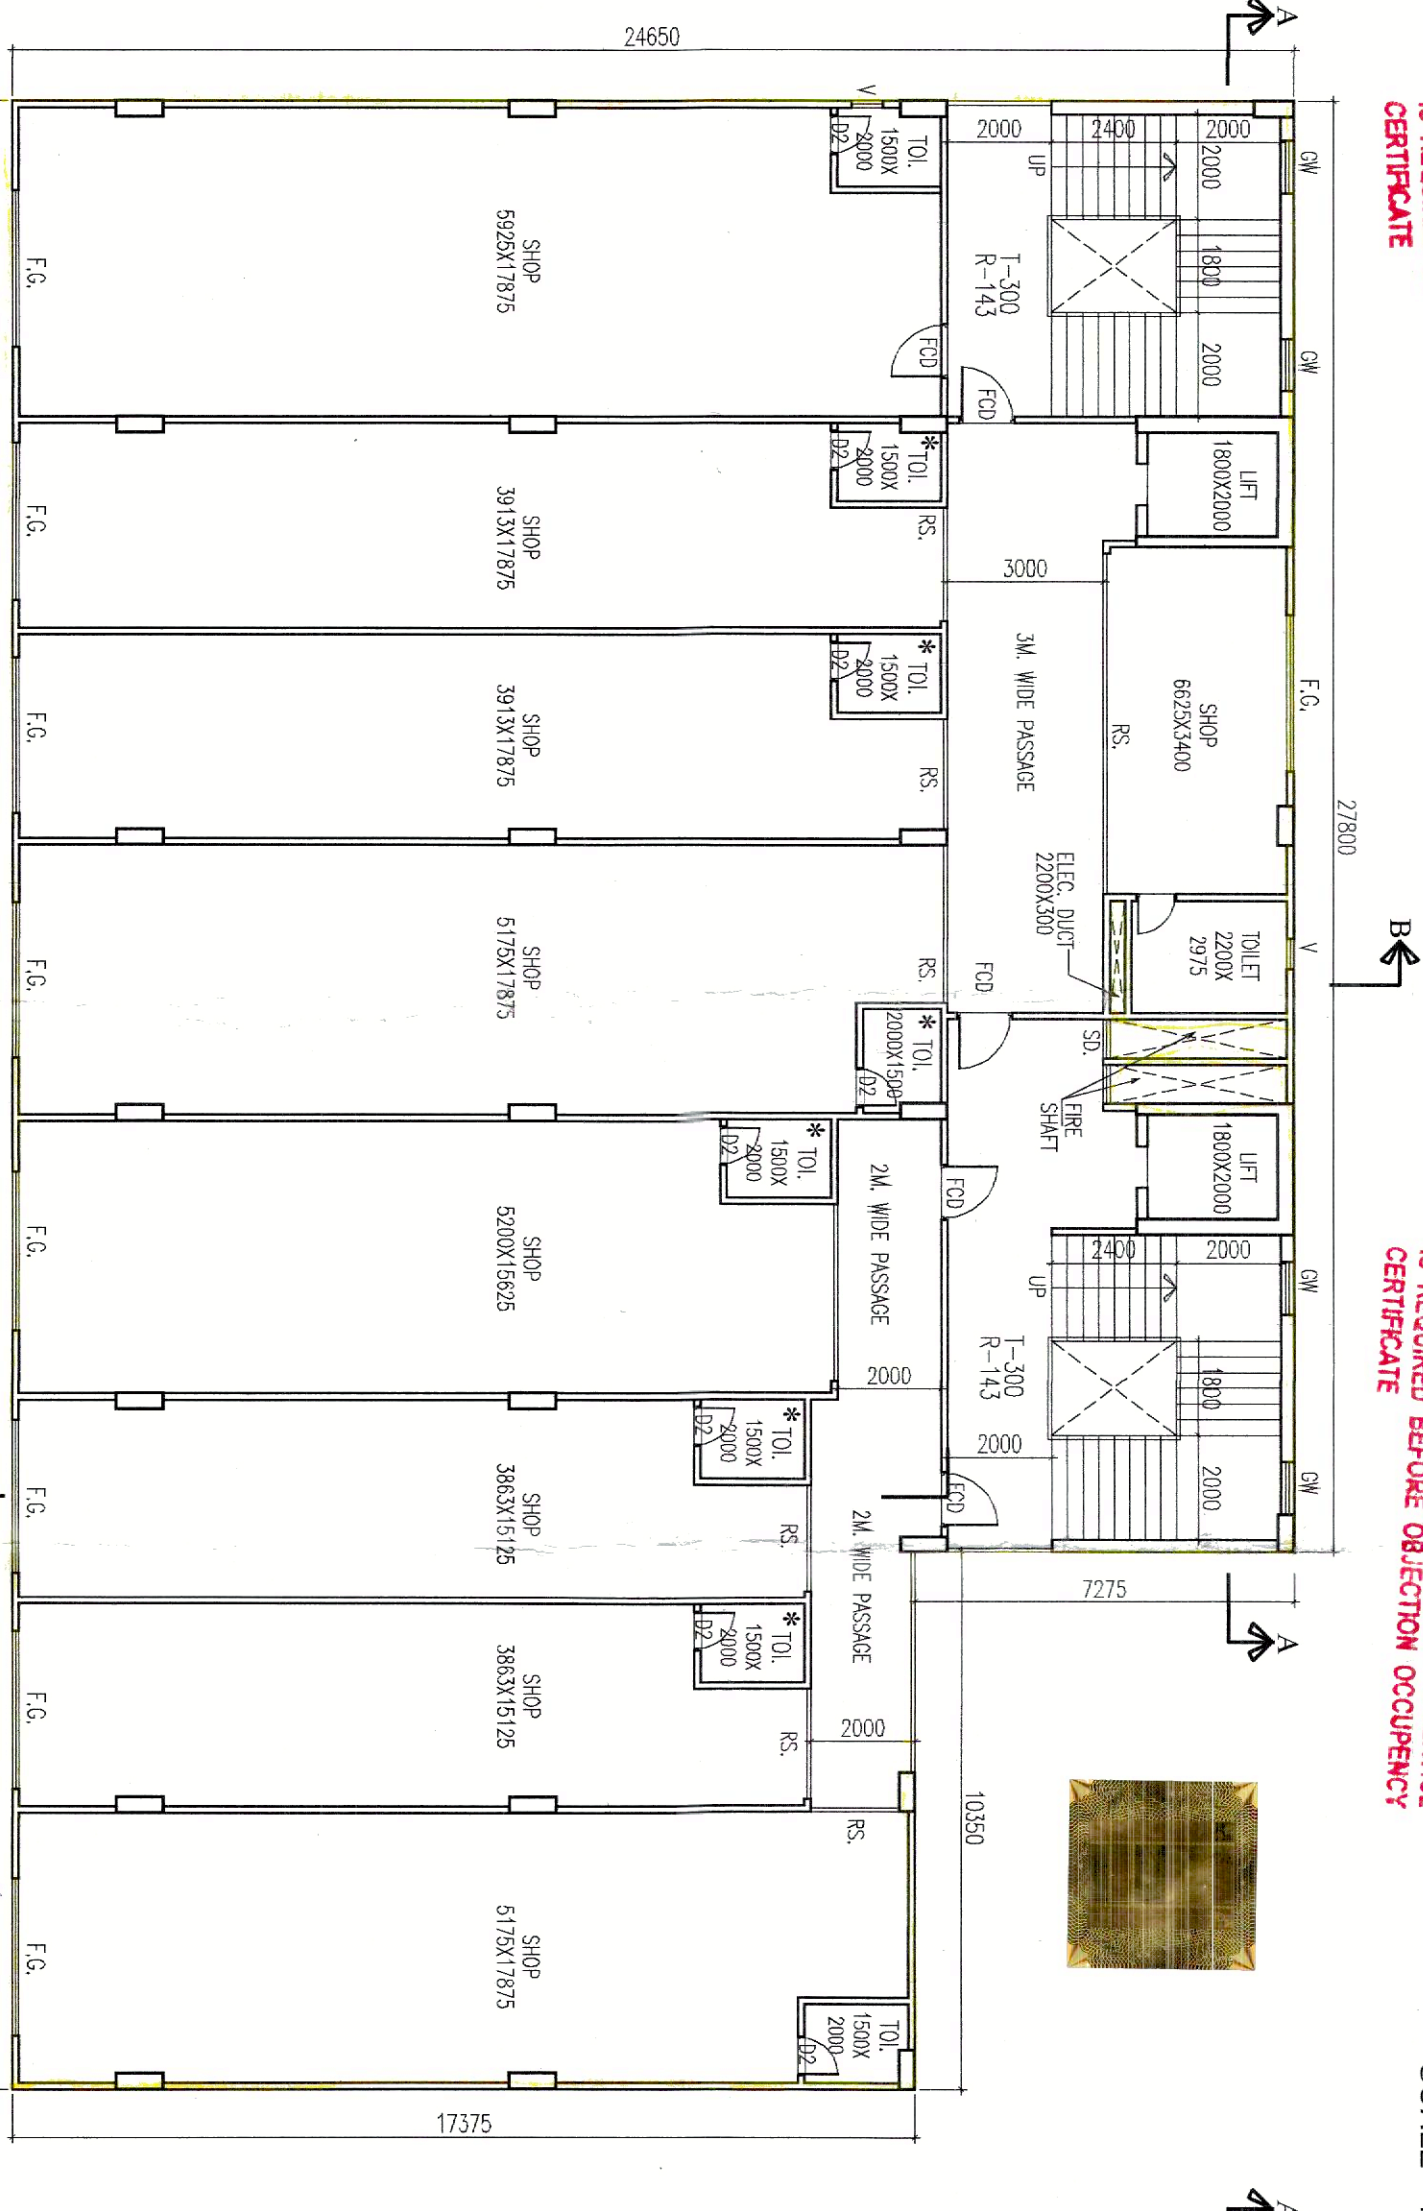 A
24650
IS REQUIRED BEFORE OBJECTION OCCUPENCY
CERTIFICATE
CERTIFICATE
27800
B
A
GW
GW
F.G.
V
GW
GW
2000
2400
2000
2000
1800
2000
UP
T-300
R-143
FCD
FCD
LIFT
1800X2000
SHOP
6625X3400
RS.
3000
3M. WIDE PASSAGE
TOILET
2200X
2975
ELEC. DUCT
2200X300
FCD
SD.
FIRE
SHAFT
LIFT
1800X2000
2400
2000
UP
1800
2000
T-300
R-143
2000
FCD
FCD
7275
10350
V
TOI.
1500X
2000
D2
*TOI.
1500X
2000
D2
RS.
* TOI.
1500X
2000
D2
RS.
RS.
* TOI.
2000X1500
D2
* TOI.
1500X
2000
D2
2M. WIDE PASSAGE
2000
* TOI.
1500X
2000
D2
RS.
2M. WIDE PASSAGE
* TOI.
1500X
2000
D2
RS.
2000
RS.
TOI.
1500X
2000
D2
SHOP
5925X17875
SHOP
3913X17875
SHOP
3913X17875
SHOP
5175X17875
SHOP
5200X15625
SHOP
3863X15125
SHOP
3863X15125
SHOP
5175X17875
F.G.
F.G.
F.G.
F.G.
F.G.
F.G.
F.G.
F.G.
17375